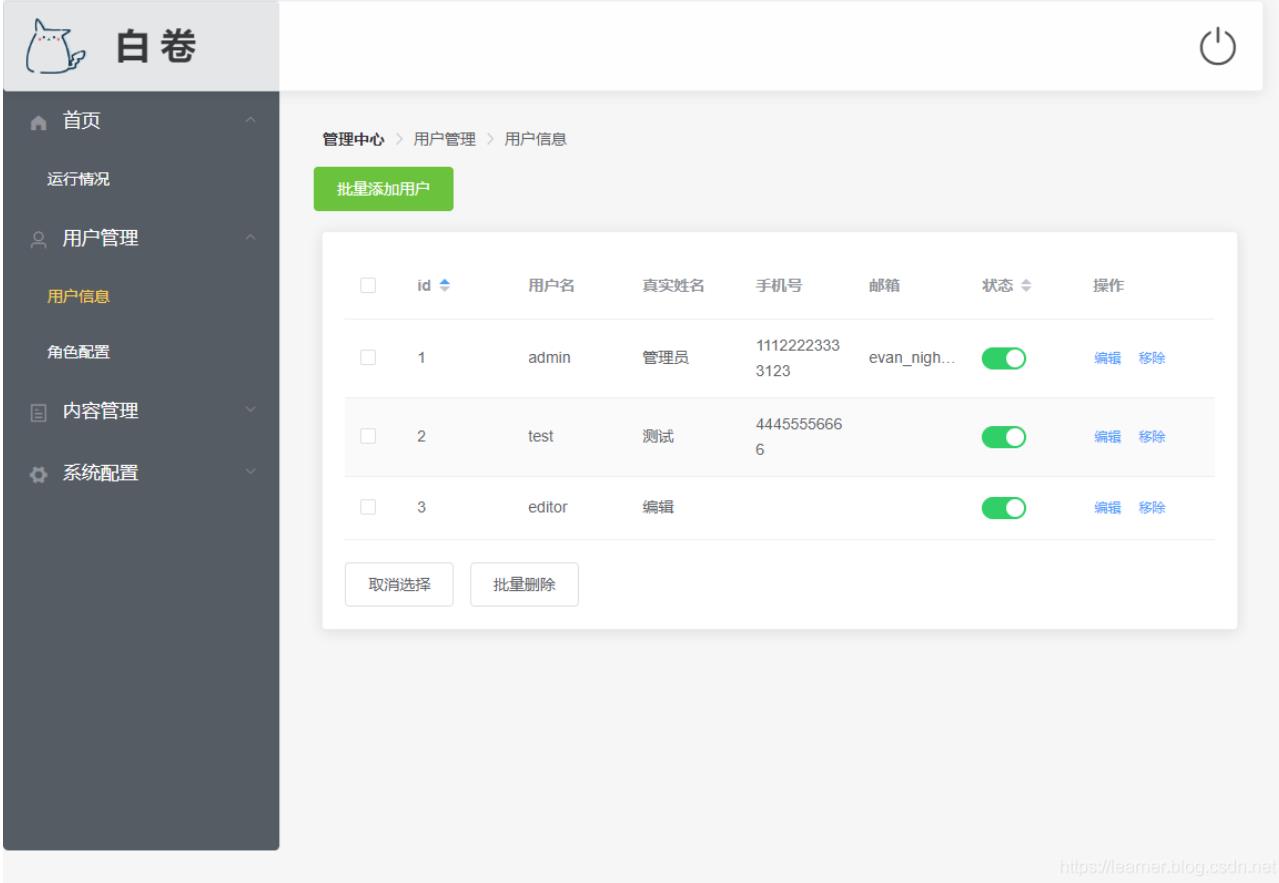 白卷
首页
运行情况
用户管理
用户信息
角色配置
内容管理
系统配置
管理中心 > 用户管理 > 用户信息
批量添加用户
id 用户名 真实姓名 手机号 邮箱 状态 操作
1 admin 管理员 1112222333 evan_nigh... 编辑 移除
3123
2 test 测试 4445555666 编辑 移除
6
3 editor 编辑 编辑 移除
取消选择 批量删除
https://learner.blog.csdn.net